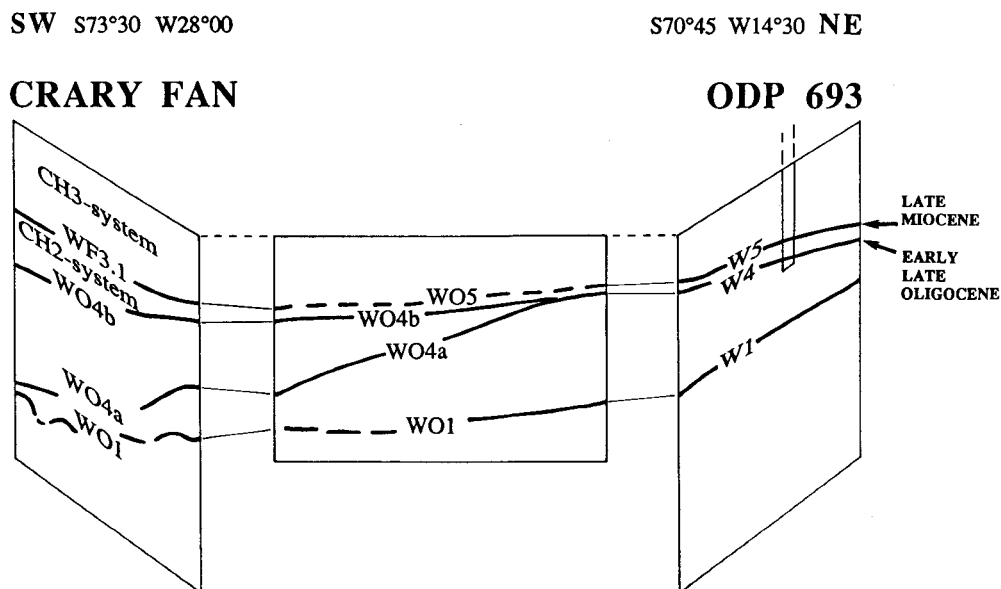 SW S73°30 W28°00
S70°45 W14°30 NE
CRARY FAN
ODP 693
CH3-system
WF3.1
CH2-system
WO4b
WO4a
WO1
WO5
WO4b
WO4a
WO1
W5
W4
W1
LATE
MIOCENE
EARLY
LATE
OLIGOCENE